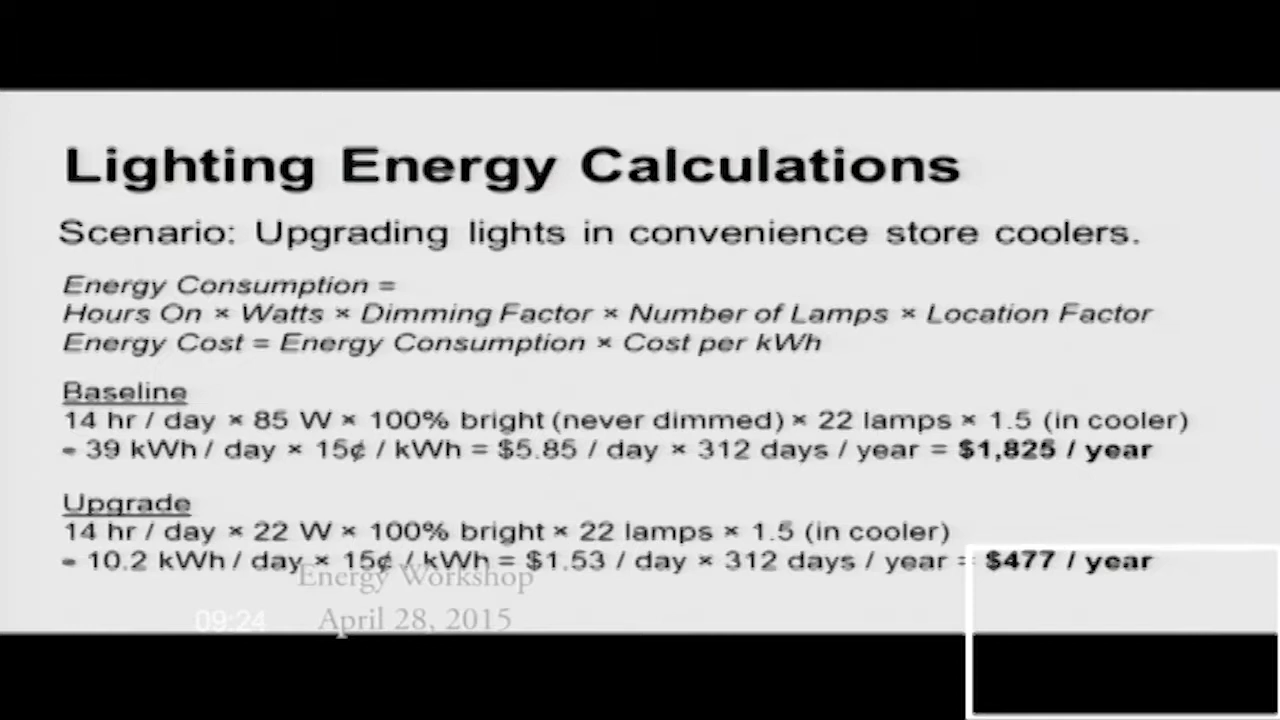 Lighting Energy Calculations
Scenario: Upgrading lights in convenience store coolers.
Energy Consumption =
Hours On × Watts × Dimming Factor × Number of Lamps × Location Factor
Energy Cost = Energy Consumption × Cost per kWh
Baseline
14 hr / day × 85 W × 100% bright (never dimmed) × 22 lamps × 1.5 (in cooler)
= 39 kWh / day × 15¢ / kWh = $5.85 / day × 312 days / year = $1,825 / year
Upgrade
14 hr / day × 22 W × 100% bright × 22 lamps × 1.5 (in cooler)
= 10.2 kWh / day × 15¢ / kWh = $1.53 / day × 312 days / year = $477 / year
Energy Workshop
09:24 April 28, 2015